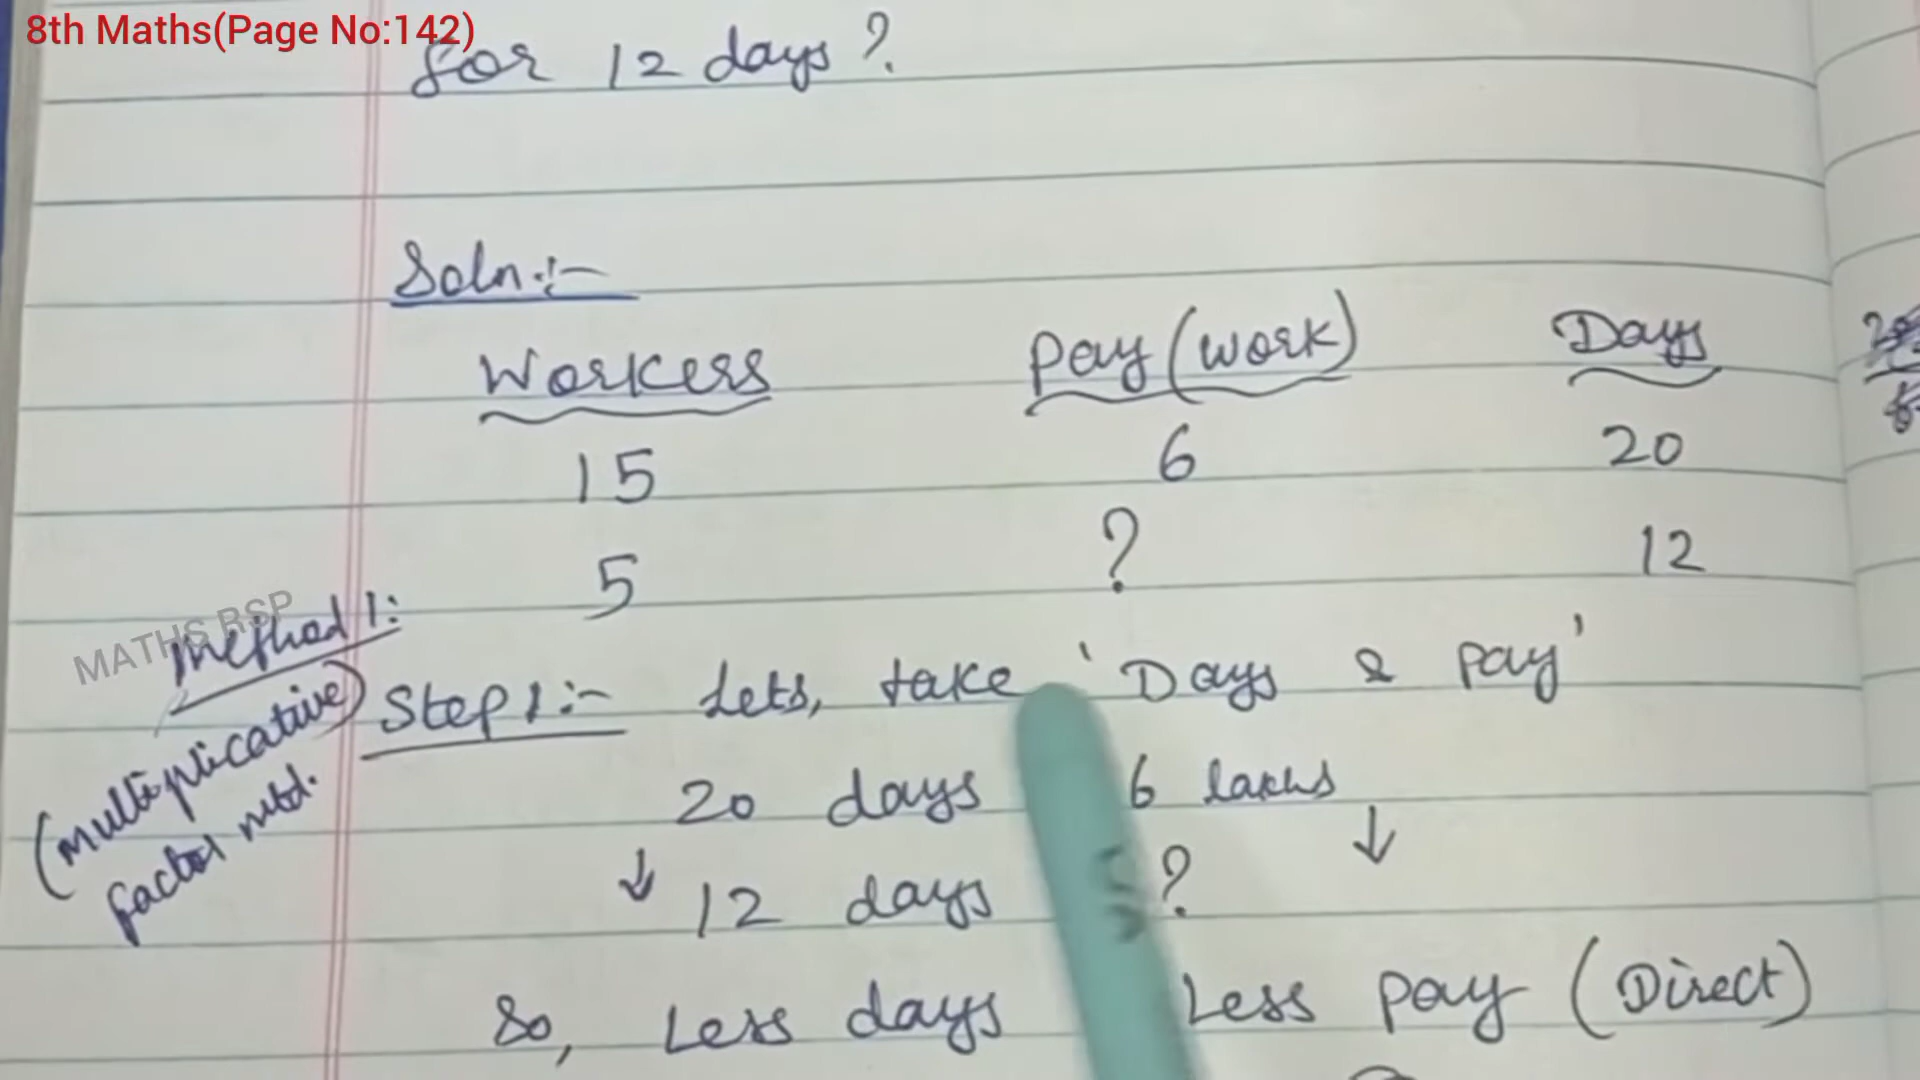 8th Maths(Page No:142)
for 12 days ?
Soln :-
Workers Pay (work) Days
15 6 20
5 ? 12
MATHS RSP
Method 1:
(multiplicative)
factor mtd.
Step 1 :- Lets, take 'Days & Pay'
20 days 6 lakhs
↓ 12 days ? ↓
So, Less days Less pay (Direct)